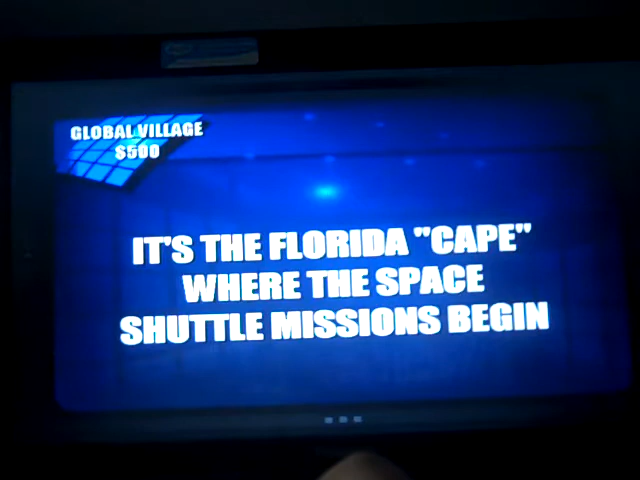 GLOBAL VILLAGE
$500
IT'S THE FLORIDA "CAPE"
WHERE THE SPACE
SHUTTLE MISSIONS BEGIN